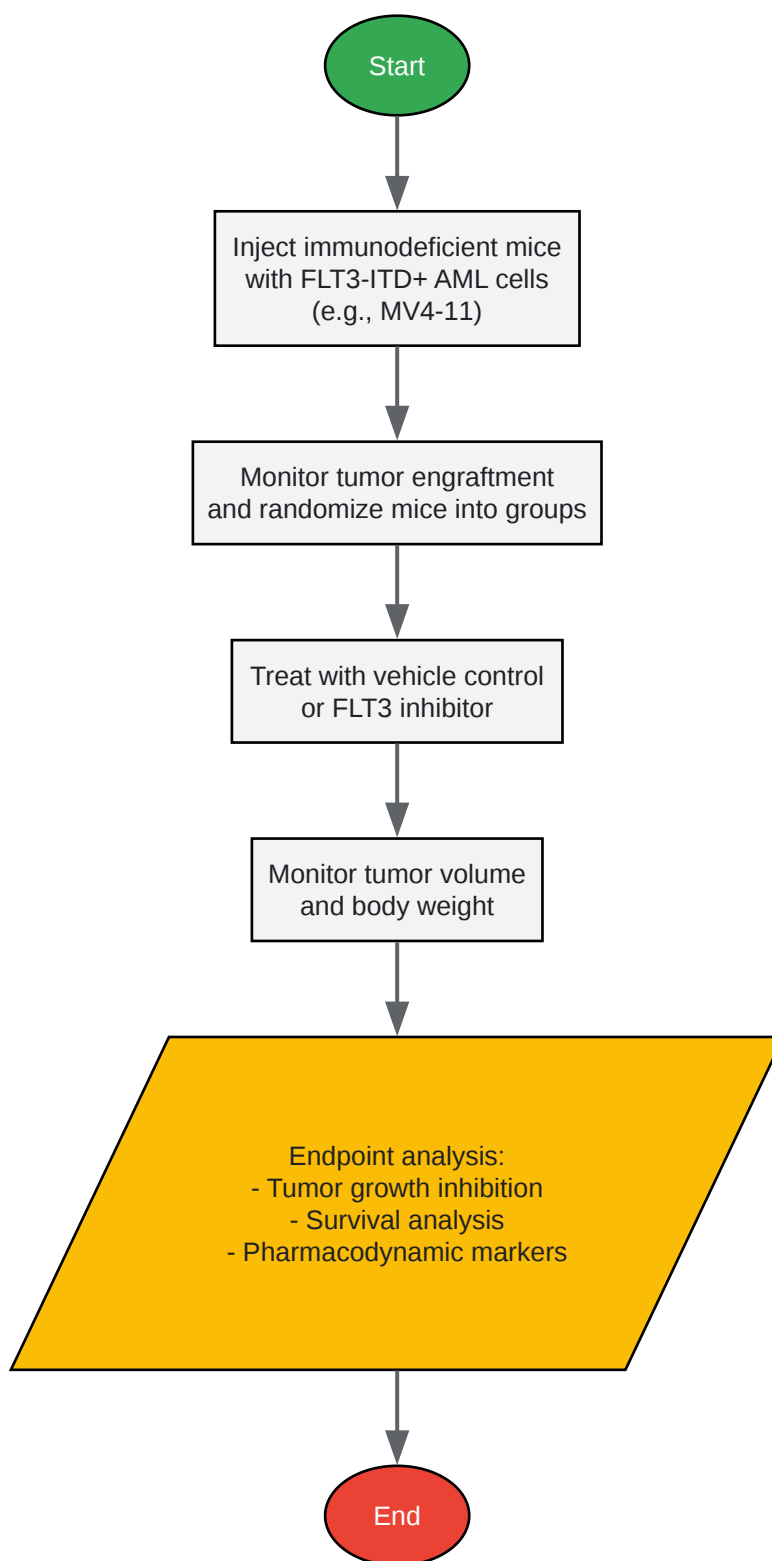 Start
Inject immunodeficient mice
with FLT3-ITD+ AML cells
(e.g., MV4-11)
Monitor tumor engraftment
and randomize mice into groups
Treat with vehicle control
or FLT3 inhibitor
Monitor tumor volume
and body weight
Endpoint analysis:
- Tumor growth inhibition
- Survival analysis
- Pharmacodynamic markers
End